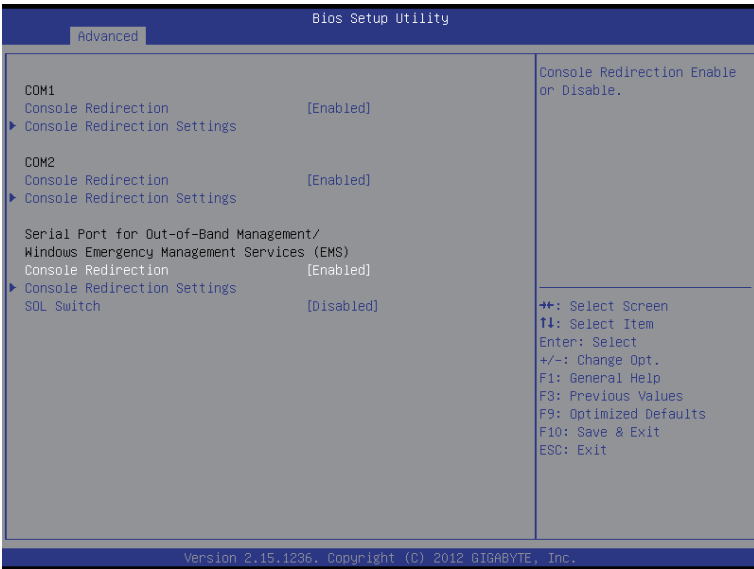 Bios Setup Utility
Advanced
COM1
Console Redirection [Enabled]
Console Redirection Settings
COM2
Console Redirection [Enabled]
Console Redirection Settings
Serial Port for Out-of-Band Management/
Windows Emergency Management Services (EMS)
Console Redirection [Enabled]
Console Redirection Settings
SOL Switch [Disabled]
Console Redirection Enable
or Disable.
→←: Select Screen
↑↓: Select Item
Enter: Select
+/-: Change Opt.
F1: General Help
F3: Previous Values
F9: Optimized Defaults
F10: Save & Exit
ESC: Exit
Version 2.15.1236. Copyright (C) 2012 GIGABYTE, Inc.